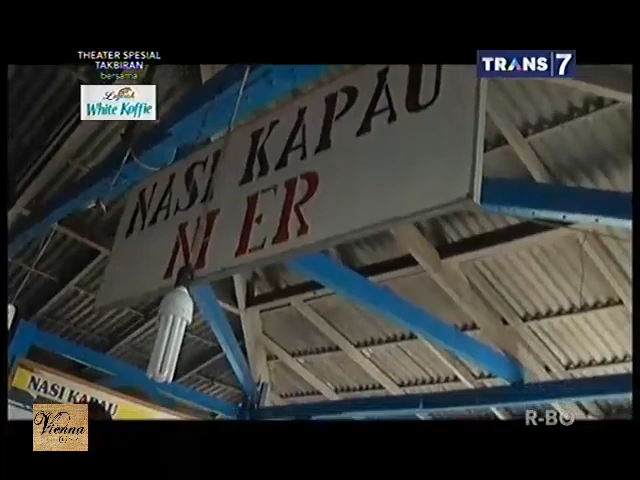 THEATER SPESIAL
TAKBIRAN
bersama
Luwak
White Koffie
TRANS 7
NASI KAPAU
NI ER
NASI KAPAU
Vienna
R-BO